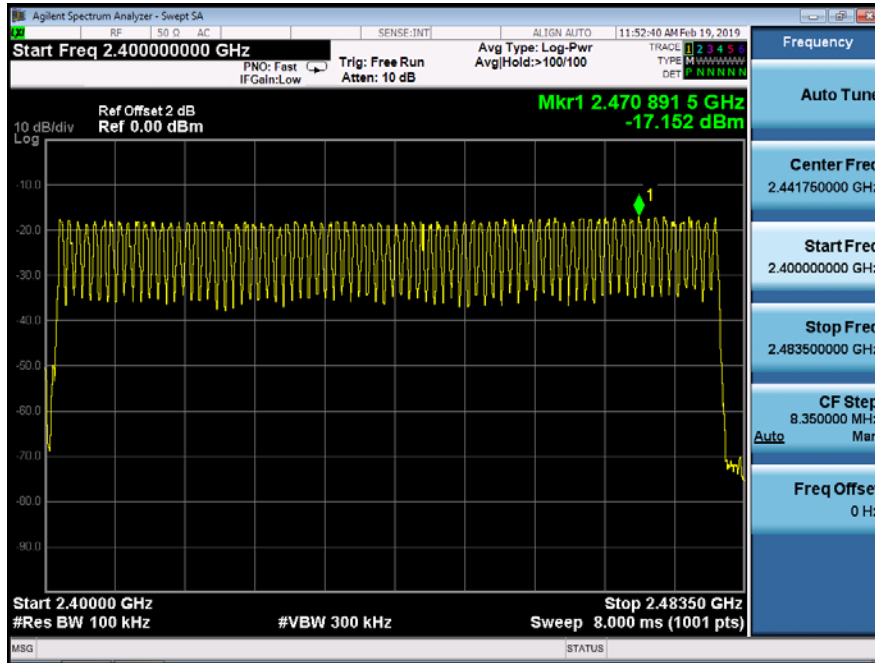 Agilent Spectrum Analyzer - Swept SA
RF 50 Ω AC SENSE:INT ALIGN AUTO 11:52:40 AM Feb 19, 2019
Start Freq 2.400000000 GHz
PNO: Fast
IFGain:Low
Trig: Free Run
Atten: 10 dB
Avg Type: Log-Pwr
Avg|Hold:>100/100
TRACE 1 2 3 4 5 6
TYPE M WWWWW
DET P N N N N N
Ref Offset 2 dB
Ref 0.00 dBm
10 dB/div
Log
Mkr1 2.470 891 5 GHz
-17.152 dBm
1
-10.0
-20.0
-30.0
-40.0
-50.0
-60.0
-70.0
-80.0
-90.0
Start 2.40000 GHz
#Res BW 100 kHz
#VBW 300 kHz
Stop 2.48350 GHz
Sweep 8.000 ms (1001 pts)
MSG
STATUS
Frequency
Auto Tune
Center Freq
2.441750000 GHz
Start Freq
2.400000000 GHz
Stop Freq
2.483500000 GHz
CF Step
8.350000 MHz
Auto Man
Freq Offset
0 Hz